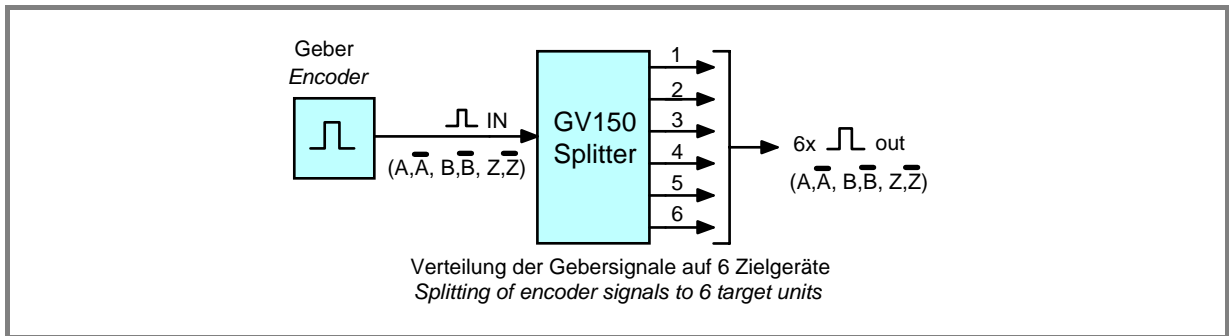 Geber
Encoder
IN
(A,A̅, B,B̅, Z,Z̅)
GV150
Splitter
1
2
3
4
5
6
6x out
(A,A̅, B,B̅, Z,Z̅)
Verteilung der Gebersignale auf 6 Zielgeräte
Splitting of encoder signals to 6 target units